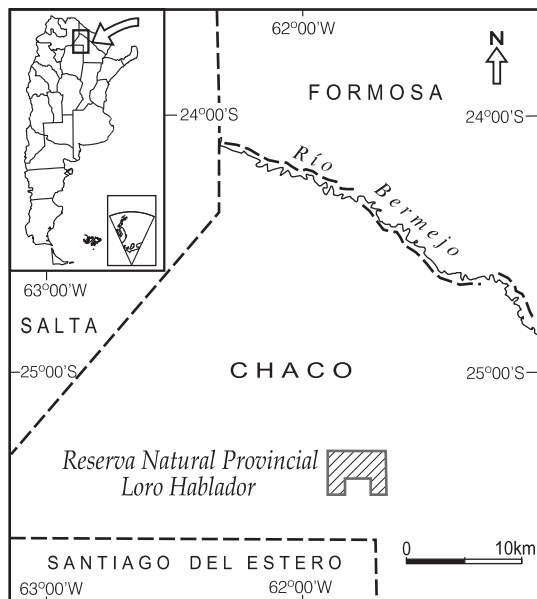 62°00'W
N
FORMOSA
24°00'S
24°00'S
Río
Bermejo
63°00'W
SALTA
25°00'S
25°00'S
CHACO
Reserva Natural Provincial
Loro Hablador
0 10km
SANTIAGO DEL ESTERO
63°00'W
62°00'W